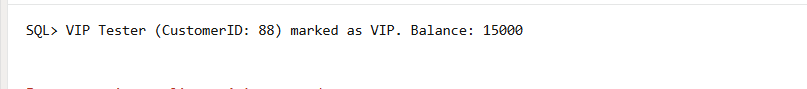 SQL> VIP Tester (CustomerID: 88) marked as VIP. Balance: 15000